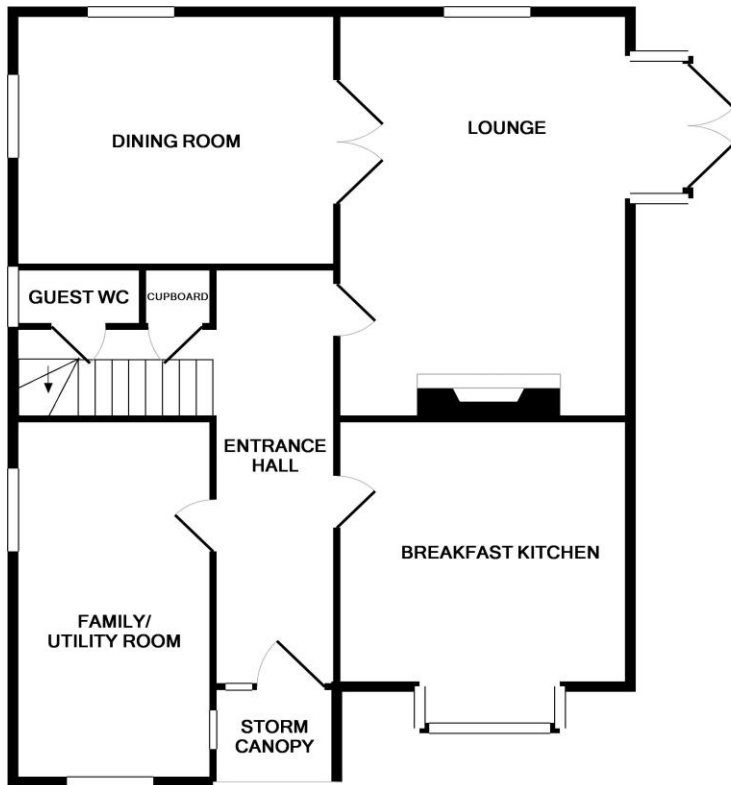 DINING ROOM
LOUNGE
GUEST WC
CUPBOARD
ENTRANCE
HALL
BREAKFAST KITCHEN
FAMILY/
UTILITY ROOM
STORM
CANOPY